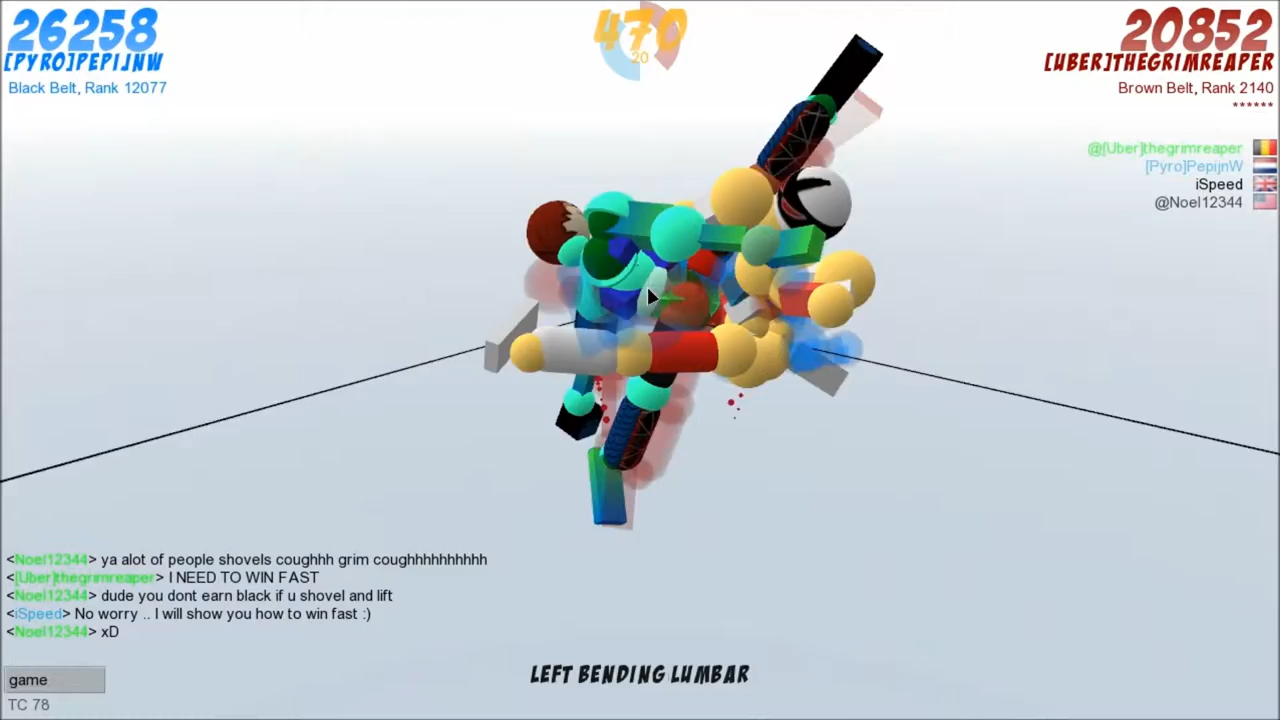 26258
[PYRO]PEPIJNW
Black Belt, Rank 12077
470
20
20852
[UBER]THEGRIMREAPER
Brown Belt, Rank 2140
******
@[Uber]thegrimreaper
[Pyro]PepijnW
iSpeed
@Noel12344
<Noel12344> ya alot of people shovels coughhh grim coughhhhhhhhhh
<[Uber]thegrimreaper> I NEED TO WIN FAST
<Noel12344> dude you dont earn black if u shovel and lift
<iSpeed> No worry .. I will show you how to win fast :)
<Noel12344> xD
LEFT BENDING LUMBAR
game
TC 78